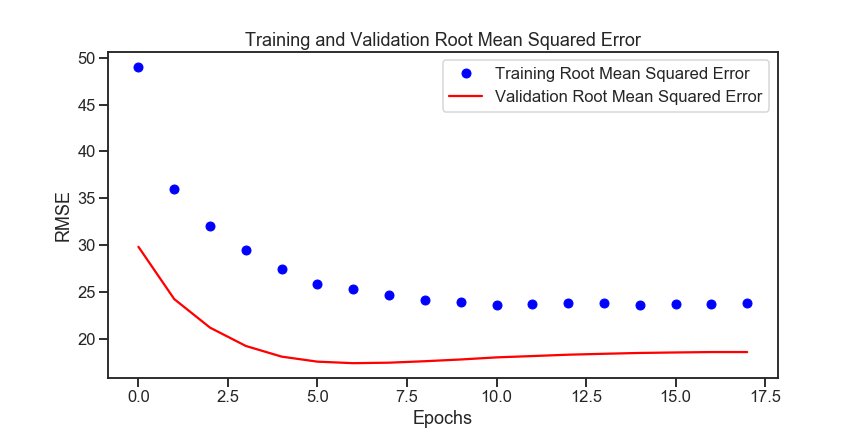 Training and Validation Root Mean Squared Error
50
45
40
35
30
25
20
RMSE
Training Root Mean Squared Error
Validation Root Mean Squared Error
0.0 2.5 5.0 7.5 10.0 12.5 15.0 17.5
Epochs